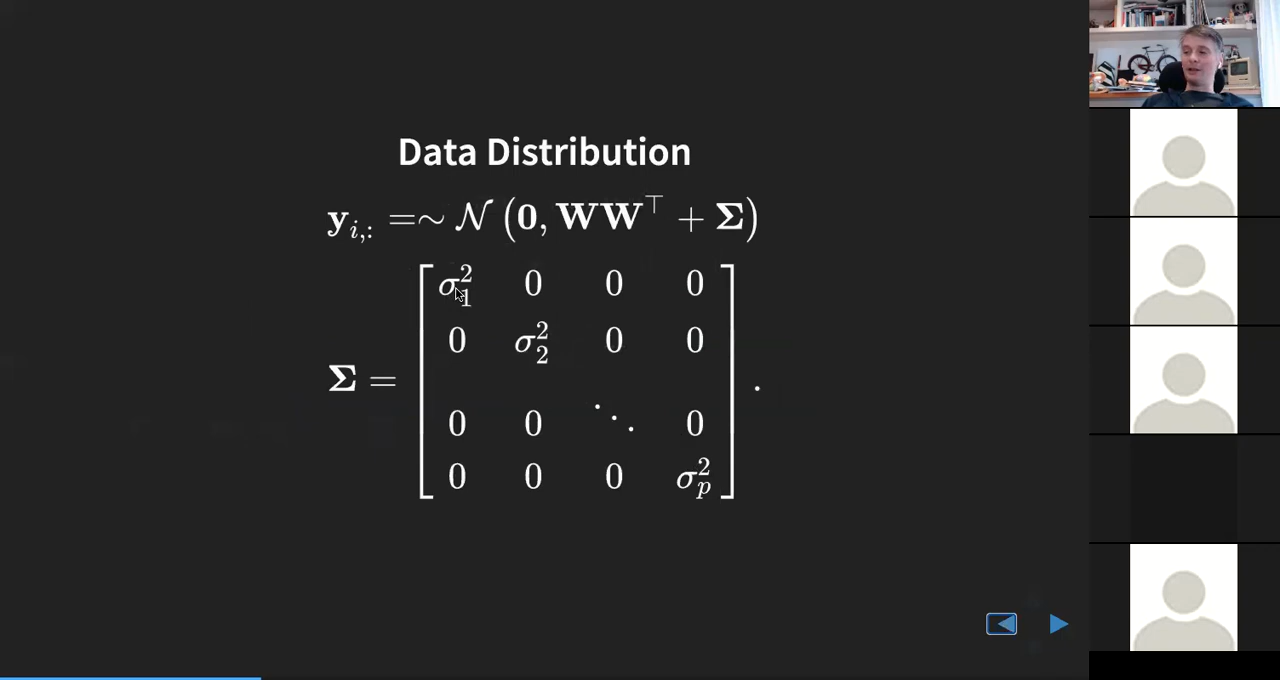 Data Distribution
y_{i,:} =∼ 𝒩 (0, WW^⊤ + Σ)
Σ = [σ_1^2 0 0 0
0 σ_2^2 0 0
0 0 ⋱ 0
0 0 0 σ_p^2] .